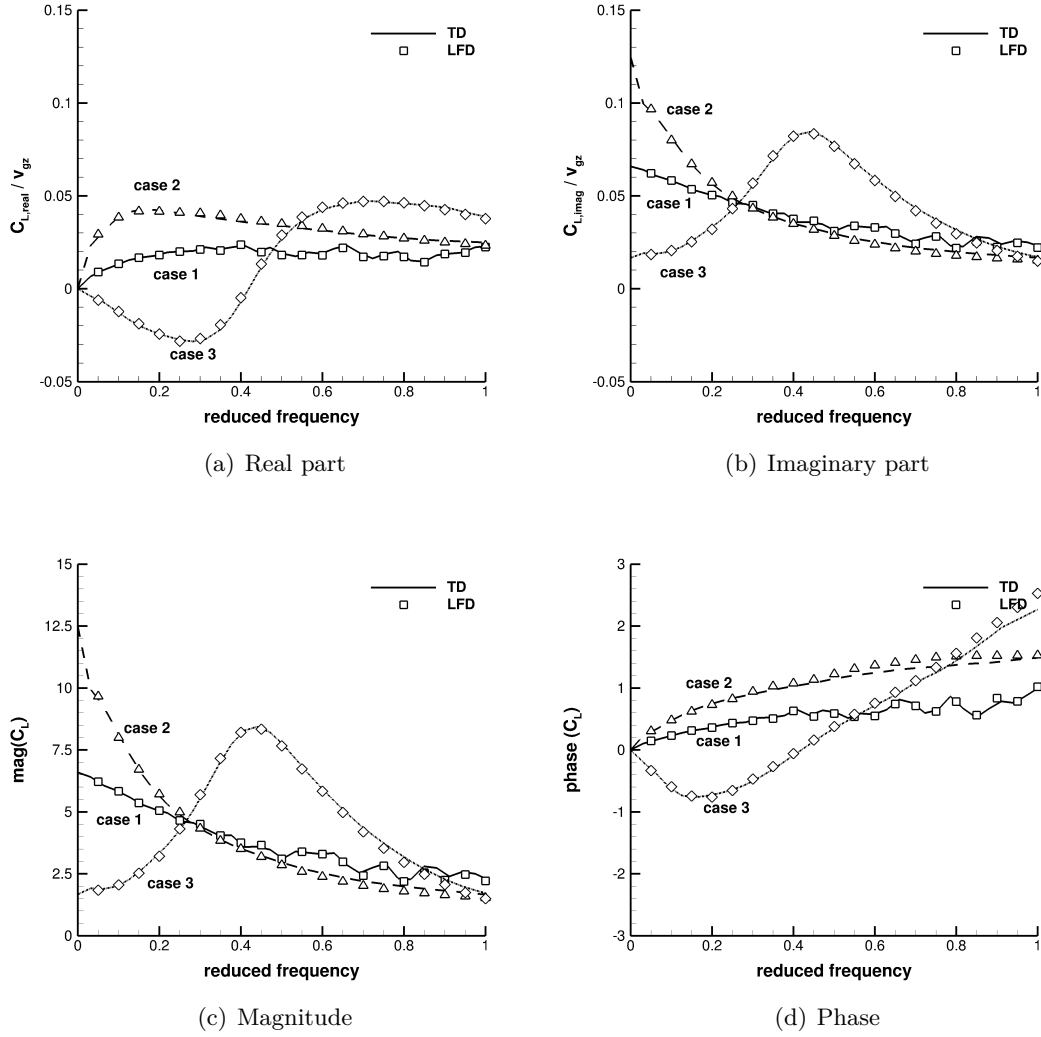 0.15
0.1
0.05
0
-0.05
C_L,real / v_gz
TD
LFD
case 2
case 1
case 3
0 0.2 0.4 0.6 0.8 1
reduced frequency
(a) Real part
0.15
0.1
0.05
0
-0.05
C_L,imag / v_gz
TD
LFD
case 2
case 1
case 3
0 0.2 0.4 0.6 0.8 1
reduced frequency
(b) Imaginary part
15
12.5
10
7.5
5
2.5
0
mag(C_L)
TD
LFD
case 2
case 1
case 3
0 0.2 0.4 0.6 0.8 1
reduced frequency
(c) Magnitude
3
2
1
0
-1
-2
-3
phase (C_L)
TD
LFD
case 2
case 1
case 3
0 0.2 0.4 0.6 0.8 1
reduced frequency
(d) Phase